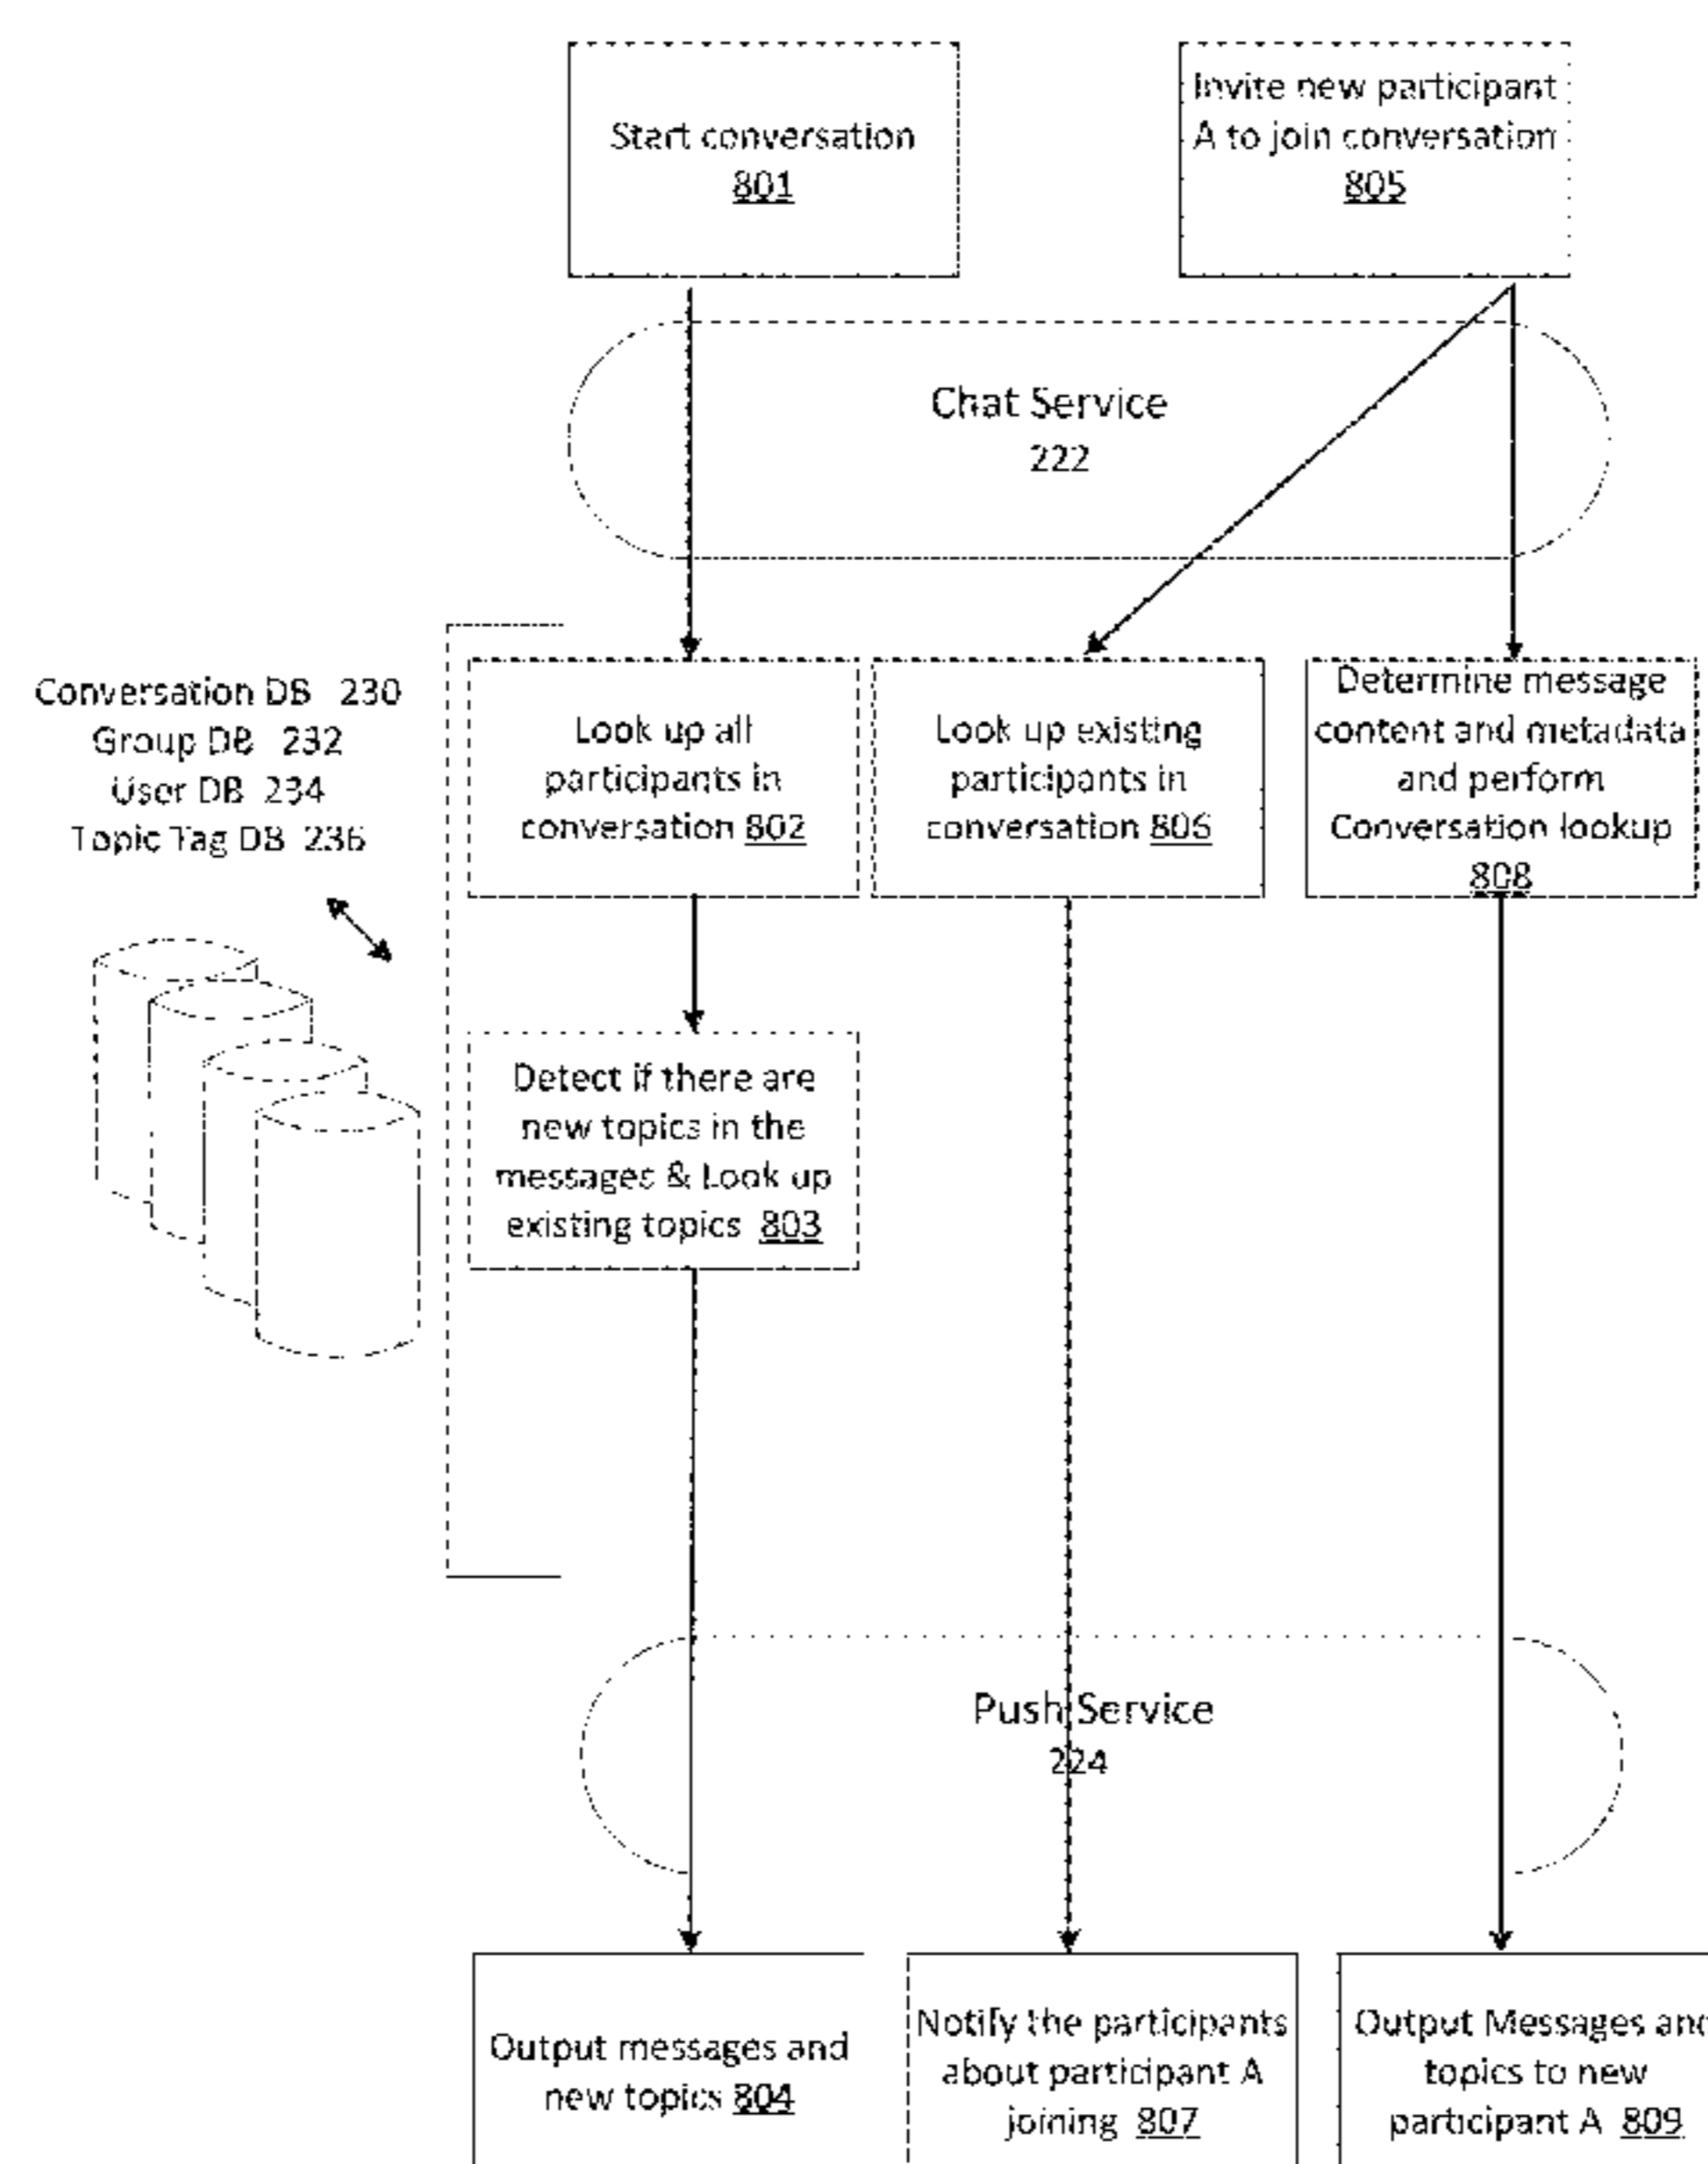 Start conversation
801
Invite new participant
A to join conversation
805
Chat Service
222
Conversation DB 230
Group DB 232
User DB 234
Topic Tag DB 236
Look up all
participants in
conversation 802
Look up existing
participants in
conversation 806
Determine message
content and metadata
and perform
Conversation lookup
808
Detect if there are
new topics in the
messages & Look up
existing topics 803
Push Service
224
Output messages and
new topics 804
Notify the participants
about participant A
joining 807
Output Messages and
topics to new
participant A 809